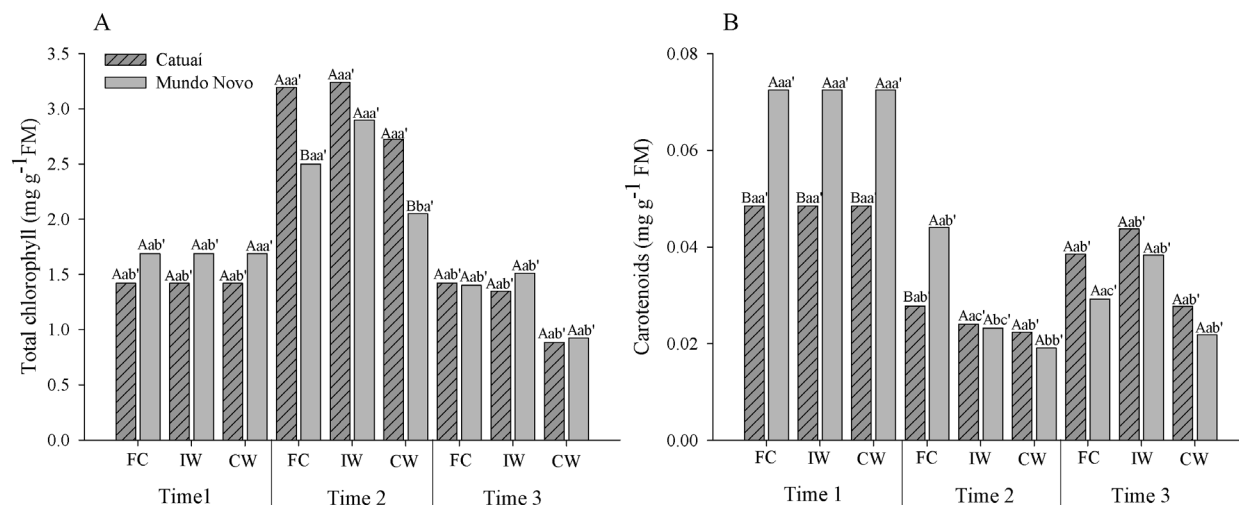 A
Total chlorophyll (mg g-1FM)
3.5
3.0
2.5
2.0
1.5
1.0
0.5
0.0
Catuaí
Mundo Novo
Aab' Aab' Aab' Aab' Aab' Aaa'
Aaa' Baa' Aaa' Aaa' Aaa' Bba'
Aab' Aab' Aab' Aab' Aab' Aab'
FC IW CW FC IW CW FC IW CW
Time1 Time 2 Time 3
B
Carotenoids (mg g-1 FM)
0.08
0.06
0.04
0.02
0.00
Baa' Aaa' Baa' Aaa' Baa' Aaa'
Bab' Aab' Aac' Abc' Aab' Abb'
Aab' Aac' Aab' Aab' Aab' Aab'
FC IW CW FC IW CW FC IW CW
Time 1 Time 2 Time 3